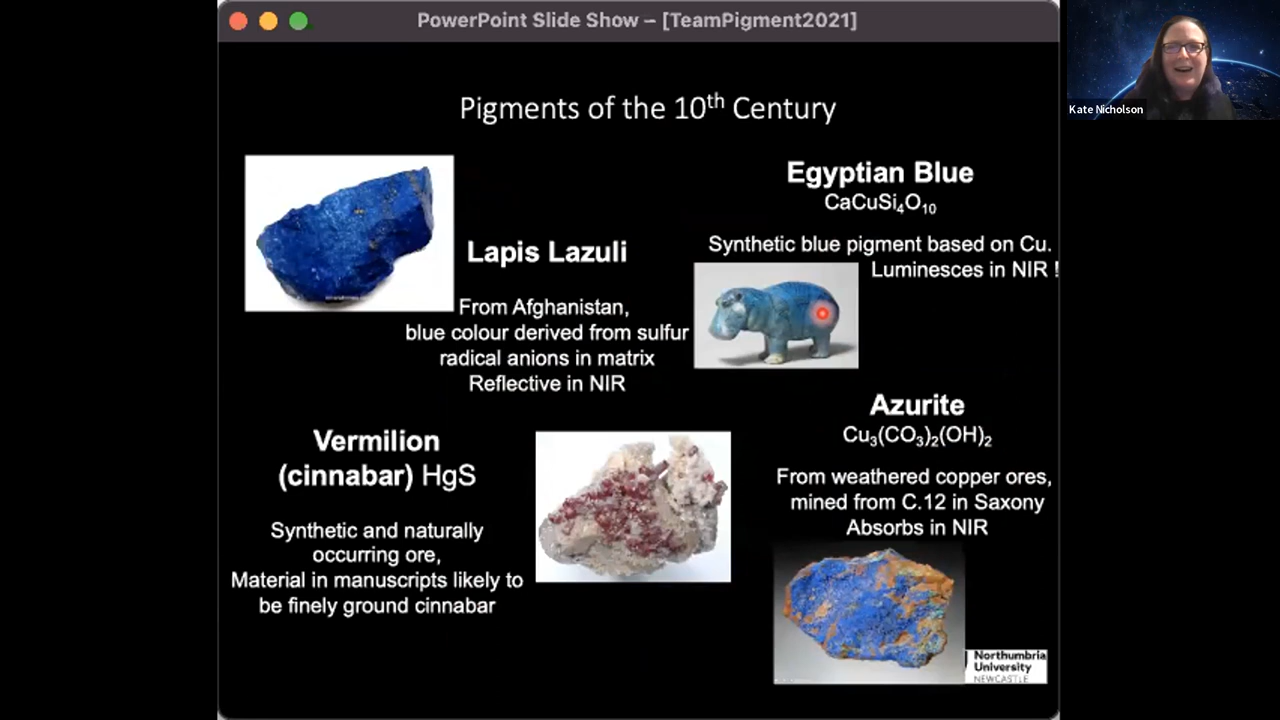 PowerPoint Slide Show – [TeamPigment2021]
Kate Nicholson
Pigments of the 10th Century
Lapis Lazuli
From Afghanistan,
blue colour derived from sulfur
radical anions in matrix
Reflective in NIR
Egyptian Blue
CaCuSi₄O₁₀
Synthetic blue pigment based on Cu.
Luminesces in NIR !
Vermilion
(cinnabar) HgS
Synthetic and naturally
occurring ore,
Material in manuscripts likely to
be finely ground cinnabar
Azurite
Cu₃(CO₃)₂(OH)₂
From weathered copper ores,
mined from C.12 in Saxony
Absorbs in NIR
Northumbria
University
NEWCASTLE